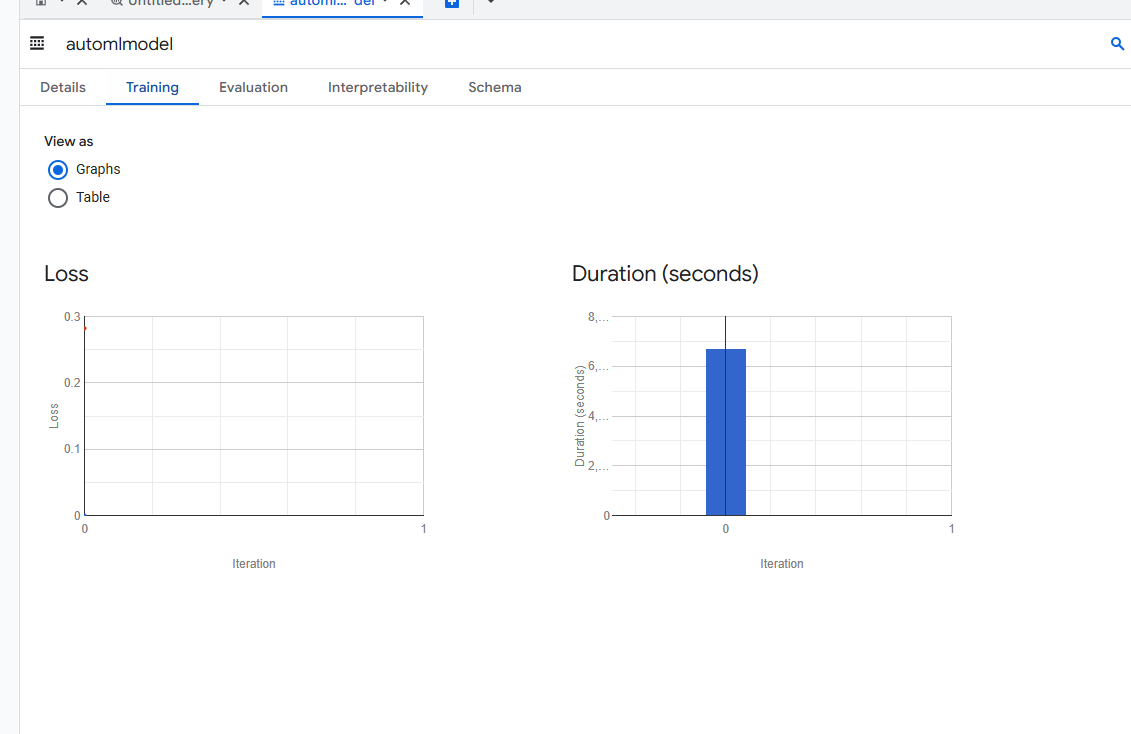 Untitled...ery
automl... del
automlmodel
Details Training Evaluation Interpretability Schema
View as
Graphs
Table
Loss Duration (seconds)
0.3
0.2
0.1
0
Loss
0 1
Iteration
8,...
6,...
4,...
2,...
0
Duration (seconds)
0 1
Iteration